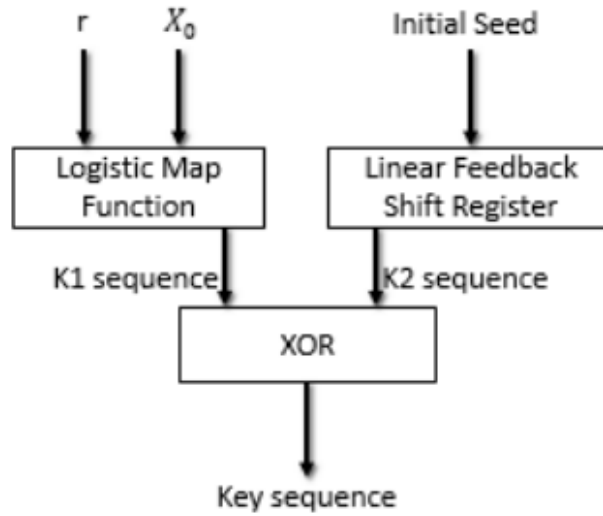 r
X₀
Initial Seed
Logistic Map
Function
Linear Feedback
Shift Register
K1 sequence
K2 sequence
XOR
Key sequence